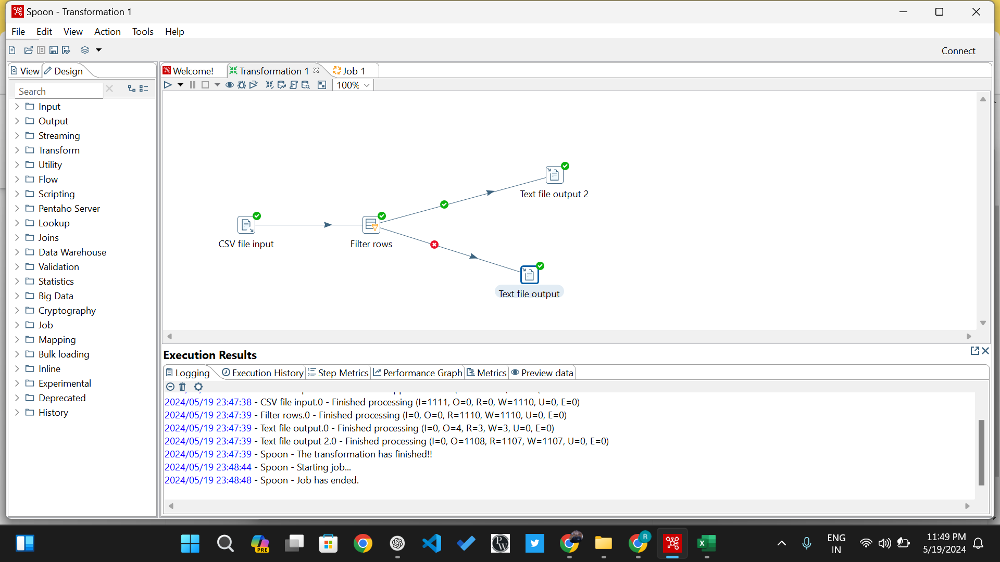 Spoon - Transformation 1
File Edit View Action Tools Help
Connect
View Design
Welcome! Transformation 1 Job 1
100%
Search
Input
Output
Streaming
Transform
Utility
Flow
Scripting
Pentaho Server
Lookup
Joins
Data Warehouse
Validation
Statistics
Big Data
Cryptography
Job
Mapping
Bulk loading
Inline
Experimental
Deprecated
History
Text file output 2
CSV file input
Filter rows
Text file output
Execution Results
Logging Execution History Step Metrics Performance Graph Metrics Preview data
2024/05/19 23:47:38 - CSV file input.0 - Finished processing (I=1111, O=0, R=0, W=1110, U=0, E=0)
2024/05/19 23:47:39 - Filter rows.0 - Finished processing (I=0, O=0, R=1110, W=1110, U=0, E=0)
2024/05/19 23:47:39 - Text file output.0 - Finished processing (I=0, O=4, R=3, W=3, U=0, E=0)
2024/05/19 23:47:39 - Text file output 2.0 - Finished processing (I=0, O=1108, R=1107, W=1107, U=0, E=0)
2024/05/19 23:47:39 - Spoon - The transformation has finished!!
2024/05/19 23:48:44 - Spoon - Starting job...
2024/05/19 23:48:48 - Spoon - Job has ended.
PRE
PW
R
X
ENG
IN
11:49 PM
5/19/2024